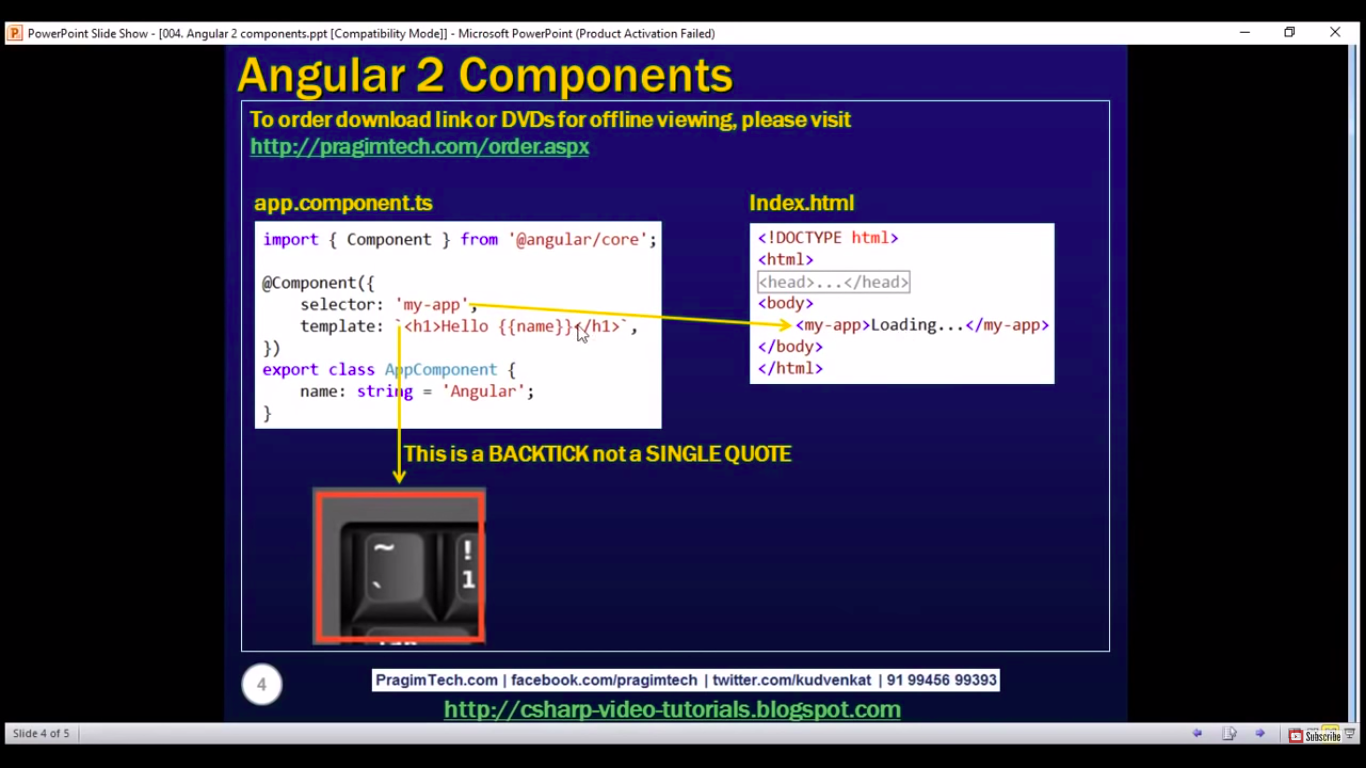 PowerPoint Slide Show - [004. Angular 2 components.ppt [Compatibility Mode]] - Microsoft PowerPoint (Product Activation Failed)
Angular 2 Components
To order download link or DVDs for offline viewing, please visit
http://pragimtech.com/order.aspx
app.component.ts
import { Component } from '@angular/core';
@Component({
selector: 'my-app',
template: `<h1>Hello {{name}}</h1>`,
})
export class AppComponent {
name: string = 'Angular';
}
Index.html
<!DOCTYPE html>
<html>
<head>...</head>
<body>
<my-app>Loading...</my-app>
</body>
</html>
This is a BACKTICK not a SINGLE QUOTE
~ !
` 1
4
PragimTech.com | facebook.com/pragimtech | twitter.com/kudvenkat | 91 99456 99393
http://csharp-video-tutorials.blogspot.com
Slide 4 of 5
Subscribe